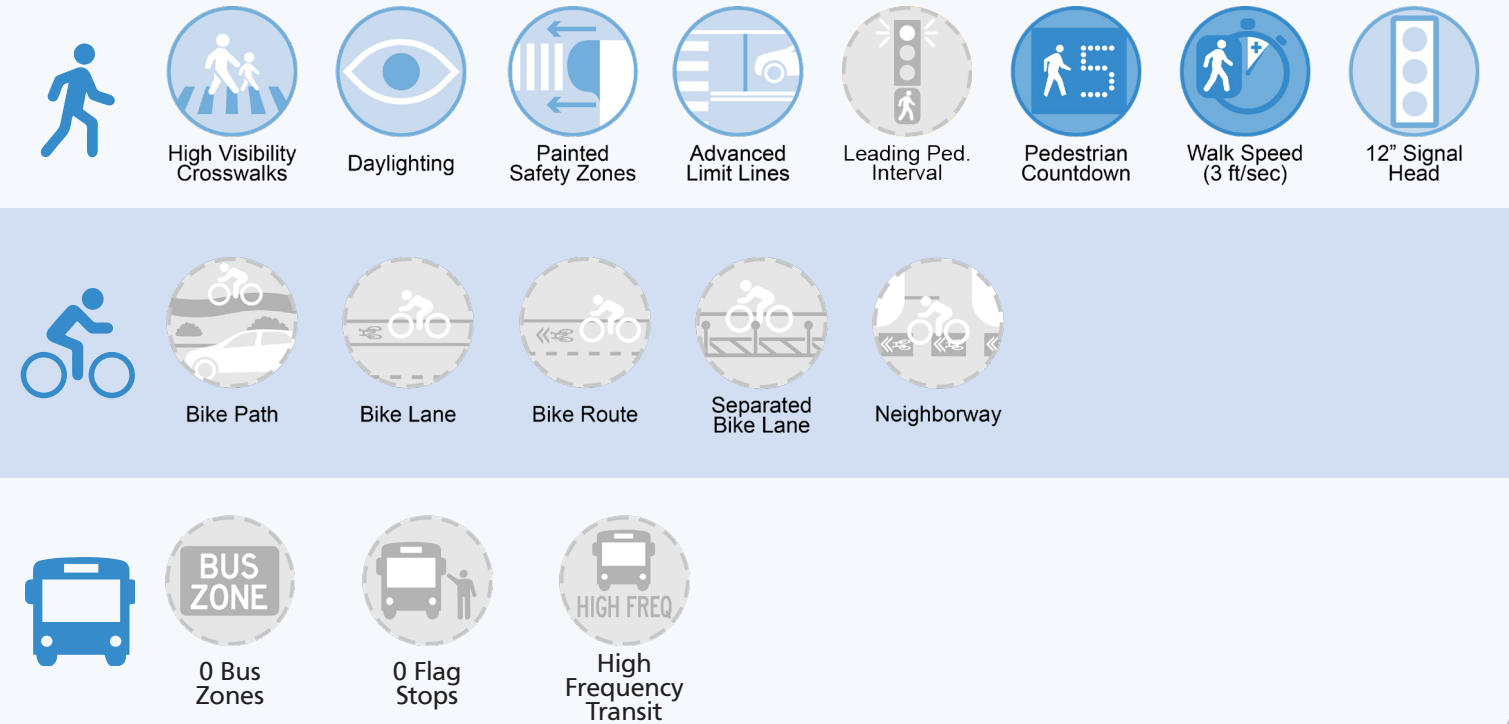 High Visibility
Crosswalks
Daylighting
Painted
Safety Zones
Advanced
Limit Lines
Leading Ped.
Interval
5
Pedestrian
Countdown
Walk Speed
(3 ft/sec)
12” Signal
Head
Bike Path
Bike Lane
Bike Route
Separated
Bike Lane
Neighborway
BUS
ZONE
0 Bus
Zones
0 Flag
Stops
HIGH FREQ
High
Frequency
Transit